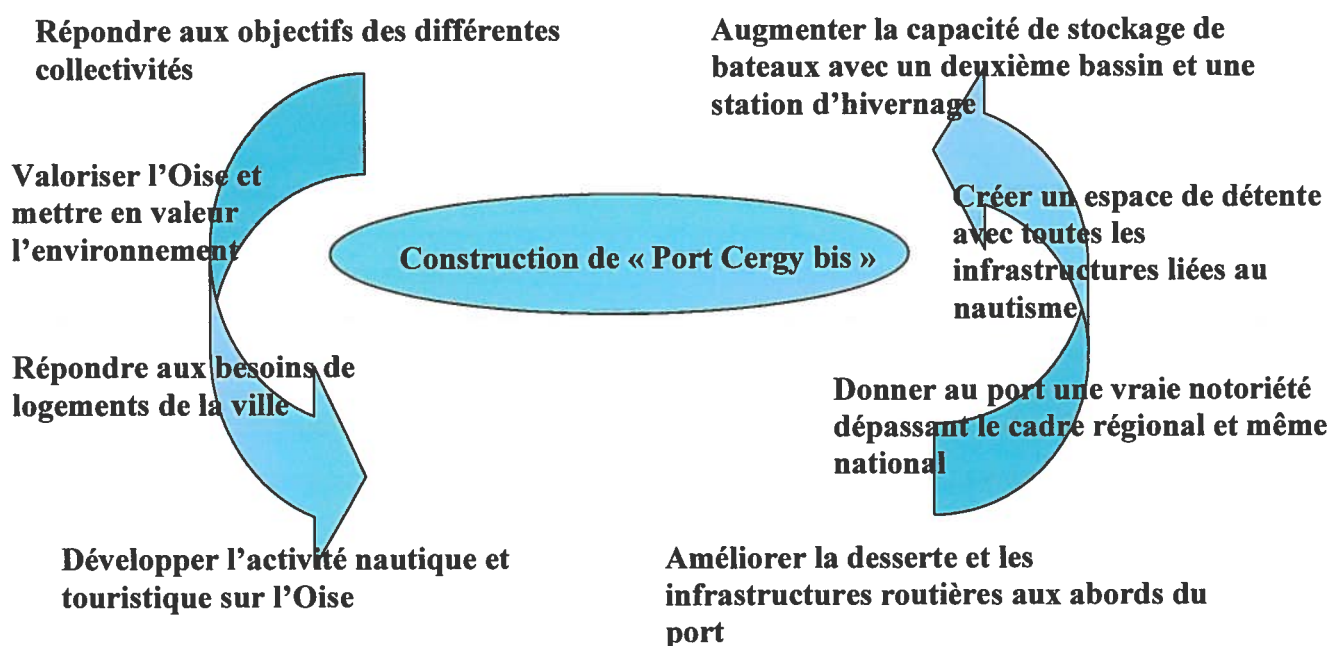 Répondre aux objectifs des différentes
collectivités
Valoriser l'Oise et
mettre en valeur
l'environnement
Répondre aux besoins de
logements de la ville
Développer l'activité nautique et
touristique sur l'Oise
Construction de « Port Cergy bis »
Augmenter la capacité de stockage de
bateaux avec un deuxième bassin et une
station d'hivernage
Créer un espace de détente
avec toutes les
infrastructures liées au
nautisme
Donner au port une vraie notoriété
dépassant le cadre régional et même
national
Améliorer la desserte et les
infrastructures routières aux abords du
port